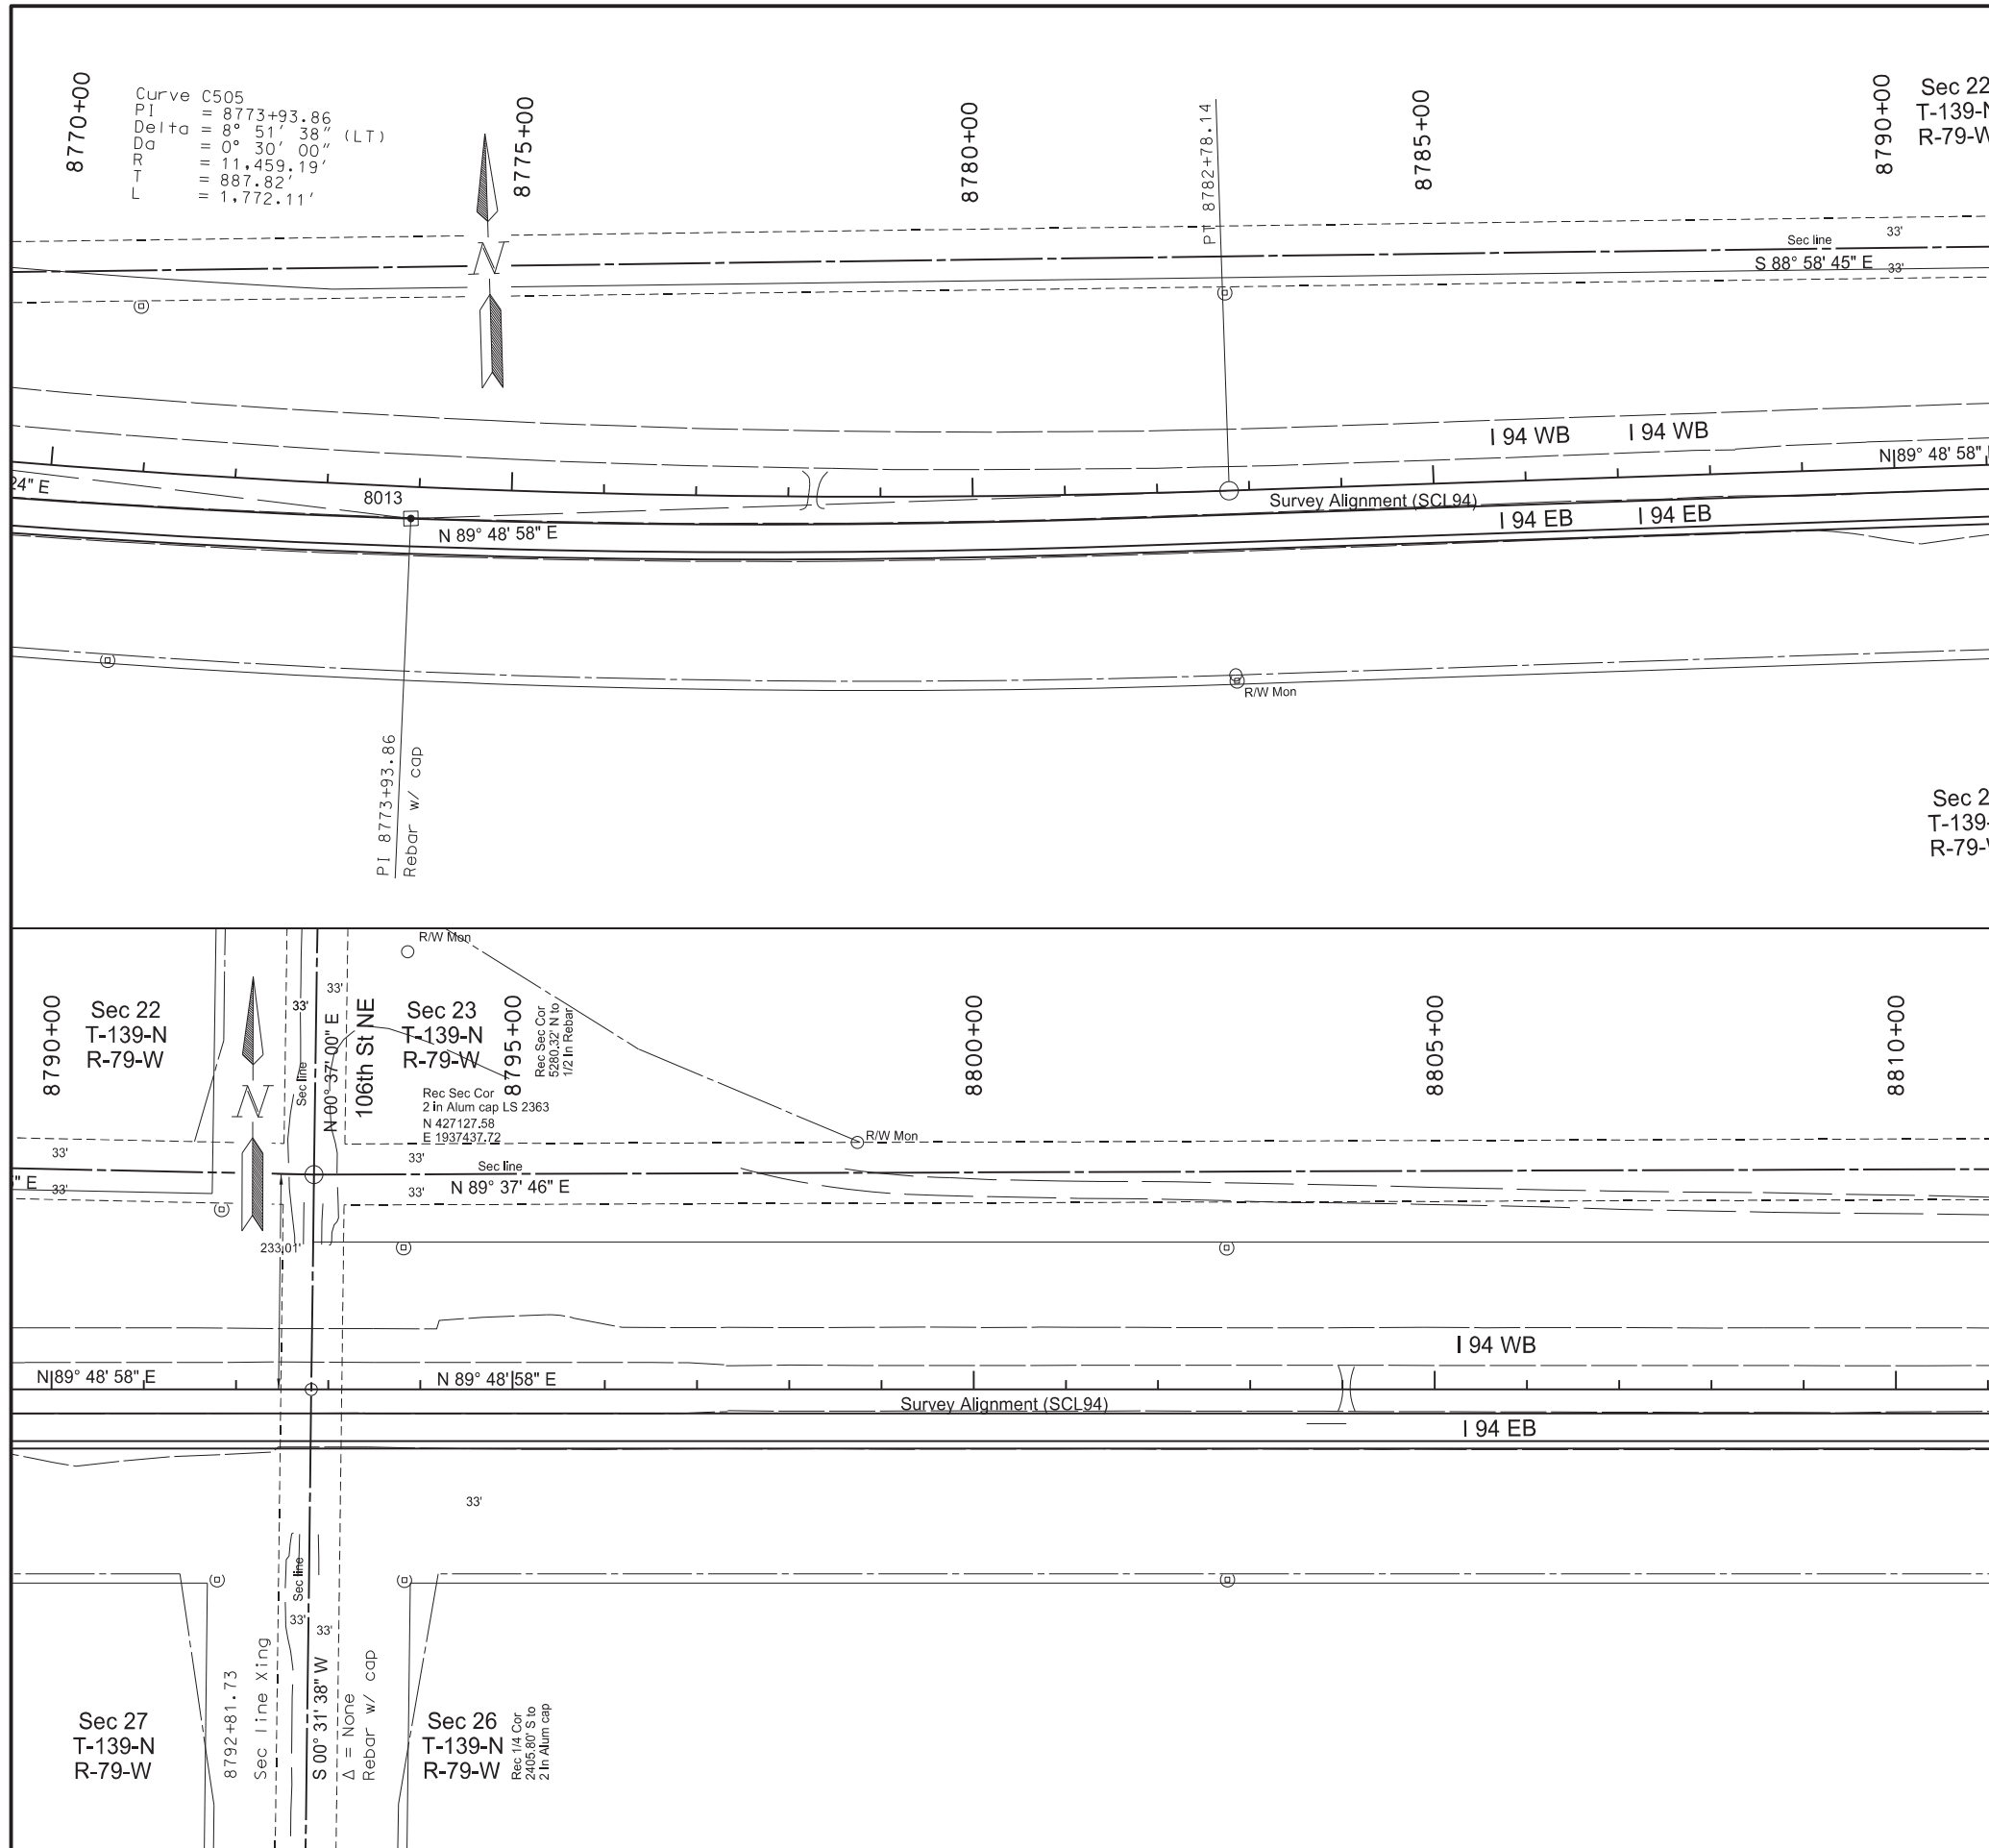 8770+00
Curve C505
PI = 8773+93.86
Delta = 8° 51' 38" (LT)
Da = 0° 30' 00"
R = 11,459.19'
T = 887.82'
L = 1,772.11'
8775+00
8780+00
PT 8782+78.14
8785+00
8790+00
Sec 22
T-139-N
R-79-W
N
Sec line
33'
S 88° 58' 45" E
33'
I 94 WB
I 94 WB
N 89° 48' 58"
24" E
8013
Survey Alignment (SCL94)
N 89° 48' 58" E
I 94 EB
I 94 EB
R/W Mon
PI 8773+93.86
Rebar w/ cap
Sec 2
T-139-
R-79-W
R/W Mon
8790+00
Sec 22
T-139-N
R-79-W
N
33'
33'
Sec line
N 00° 37' 00" E
106th St NE
Sec 23
T-139-N
R-79-W
8795+00
Rec Sec Cor
5280.32' N to
1/2 In Rebar
8800+00
8805+00
8810+00
Rec Sec Cor
2 in Alum cap LS 2363
N 427127.58
E 1937437.72
R/W Mon
33'
33'
Sec line
" E
33'
33'
N 89° 37' 46" E
233.01'
I 94 WB
N 89° 48' 58" E
N 89° 48' 58" E
Survey Alignment (SCL94)
I 94 EB
33'
Sec line
33'
33'
Sec 27
T-139-N
R-79-W
8792+81.73
Sec line Xing
S 00° 31' 38" W
Δ = None
Rebar w/ cap
Sec 26
T-139-N
R-79-W
Rec 1/4 Cor
2405.80' S to
2 In Alum cap